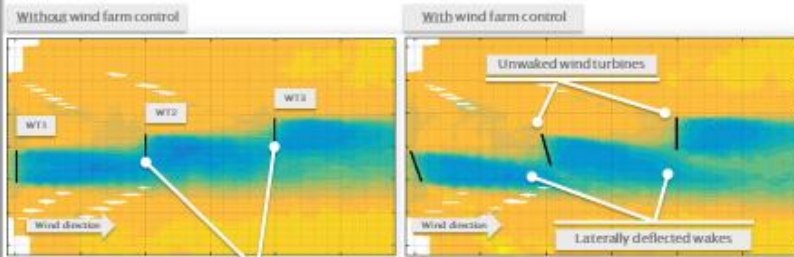 Without wind farm control
With wind farm control
Unwaked wind turbines
WT1
WT2
WT3
Wind direction
Wind direction
Laterally deflected wakes